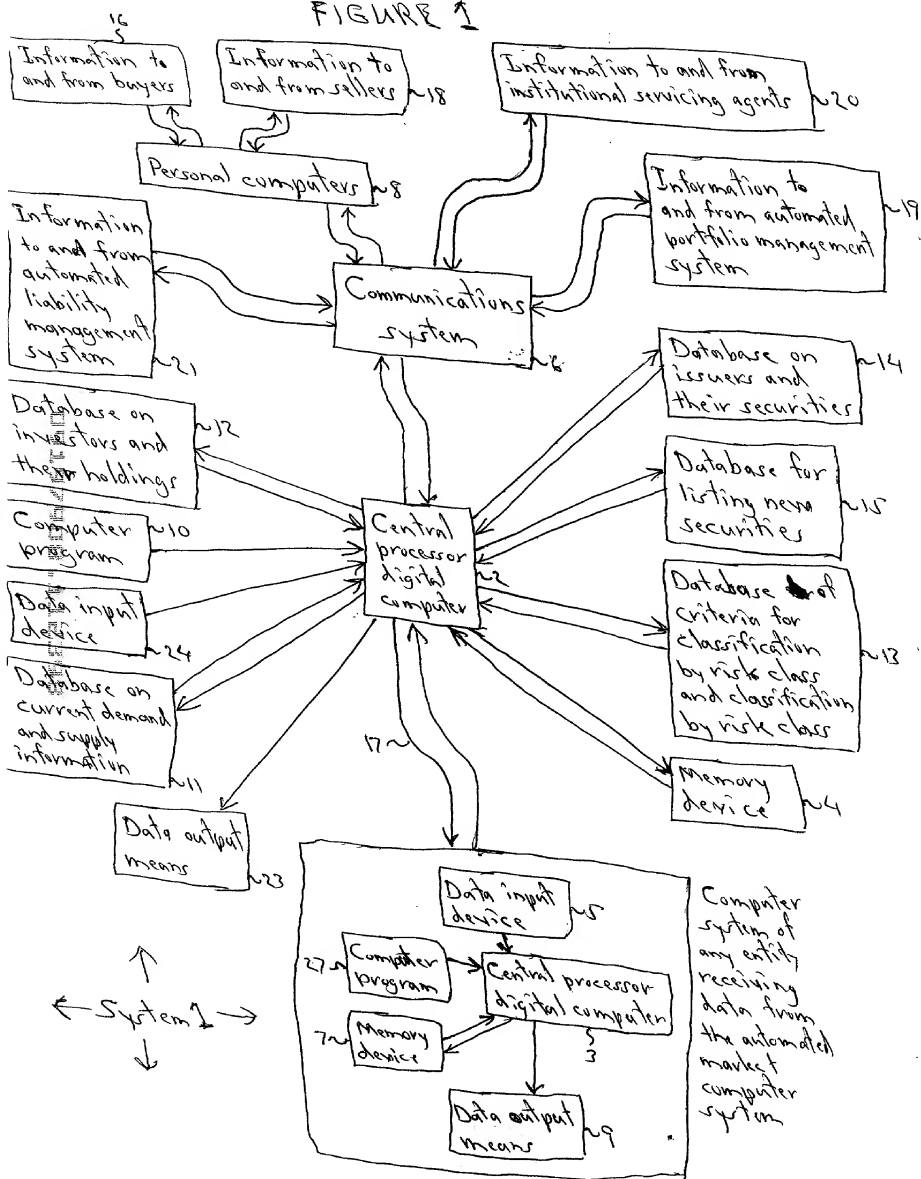 FIGURE 1
16
Information to
and from buyers
Information to
and from sellers
18
Information to and from
institutional servicing agents
20
Personal computers
8
Information to
and from automated
portfolio management
system
19
Information
to and from
automated
liability
management
system
21
Communications
system
6
Database on
issuers and
their securities
14
Database on
investors and
their holdings
12
Database for
listing new
securities
15
Computer
program
10
Central
processor
digital
computer
2
Data input
device
24
Database of
criteria for
classification
by risk class
and classification
by risk class
13
Database on
current demand
and supply
information
11
17
Memory
device
4
Data output
means
23
Data input
device
5
Computer
program
27
Central processor
digital computer
3
Memory
device
7
Data output
means
9
Computer
system of
any entity
receiving
data from
the automated
market
computer
system
System 1